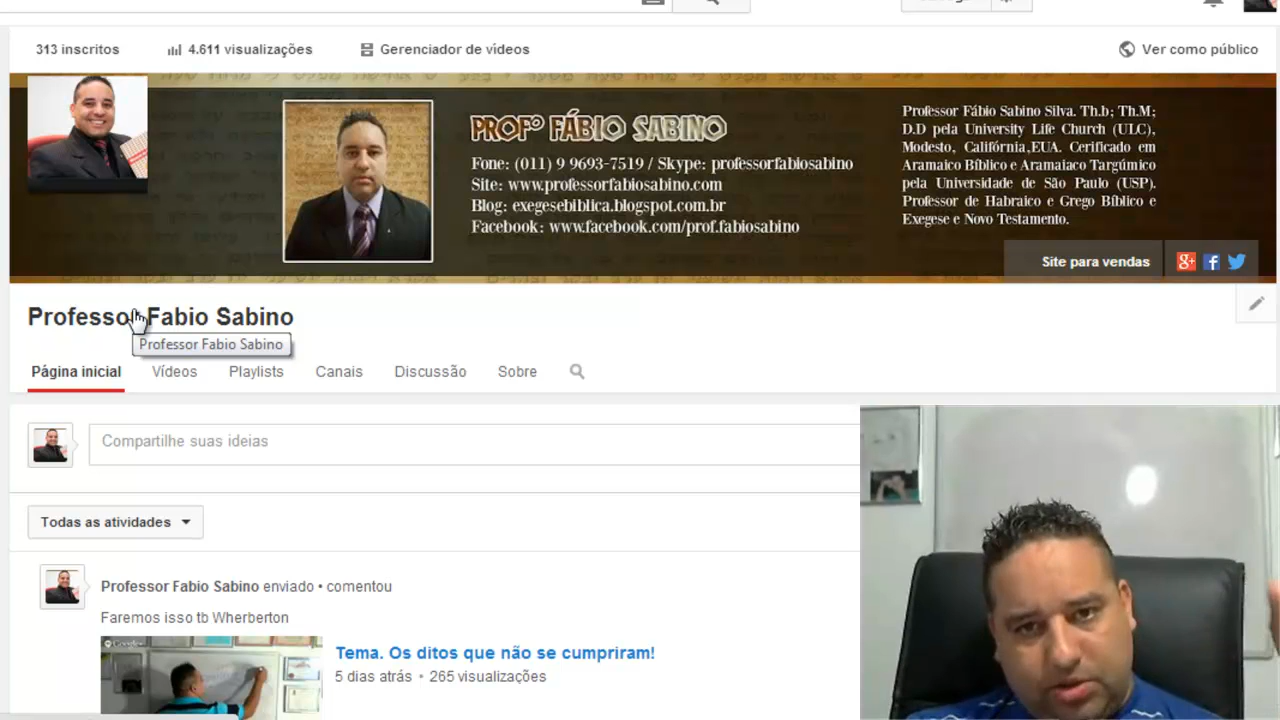 313 inscritos
4.611 visualizações
Gerenciador de vídeos
Ver como público
PROFº FÁBIO SABINO
Fone: (011) 9 9693-7519 / Skype: professorfabiosabino
Site: www.professorfabiosabino.com
Blog: exegesebiblica.blogspot.com.br
Facebook: www.facebook.com/prof.fabiosabino
Professor Fábio Sabino Silva. Th.b; Th.M;
D.D pela University Life Church (ULC),
Modesto, Califórnia,EUA. Cerificado em
Aramaico Bíblico e Aramaiaco Targúmico
pela Universidade de São Paulo (USP).
Professor de Habraico e Grego Bíblico e
Exegese e Novo Testamento.
Site para vendas
Professor Fabio Sabino
Professor Fabio Sabino
Página inicial
Vídeos
Playlists
Canais
Discussão
Sobre
Compartilhe suas ideias
Todas as atividades
Professor Fabio Sabino enviado • comentou
Faremos isso tb Wherberton
Tema. Os ditos que não se cumpriram!
5 dias atrás • 265 visualizações